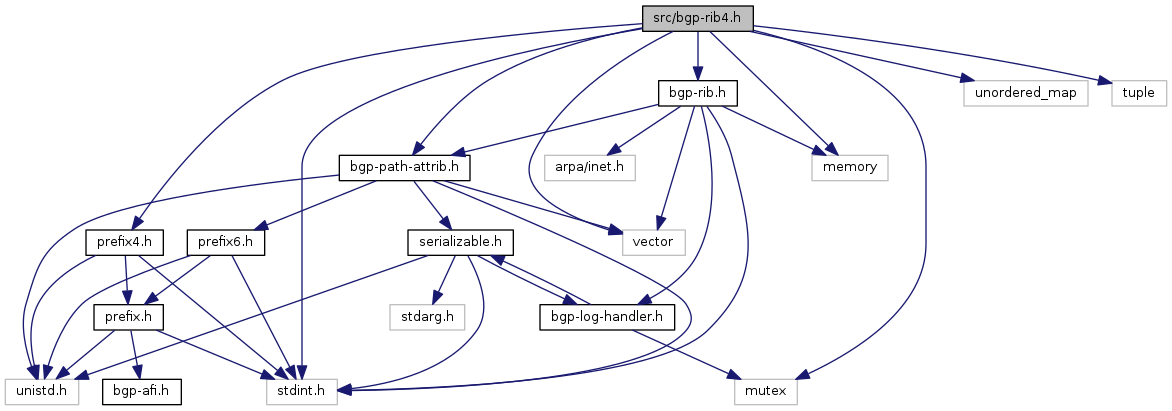 src/bgp-rib4.h
bgp-rib.h
unordered_map
tuple
bgp-path-attrib.h
arpa/inet.h
memory
prefix4.h
prefix6.h
serializable.h
vector
prefix.h
stdarg.h
bgp-log-handler.h
unistd.h
bgp-afi.h
stdint.h
mutex